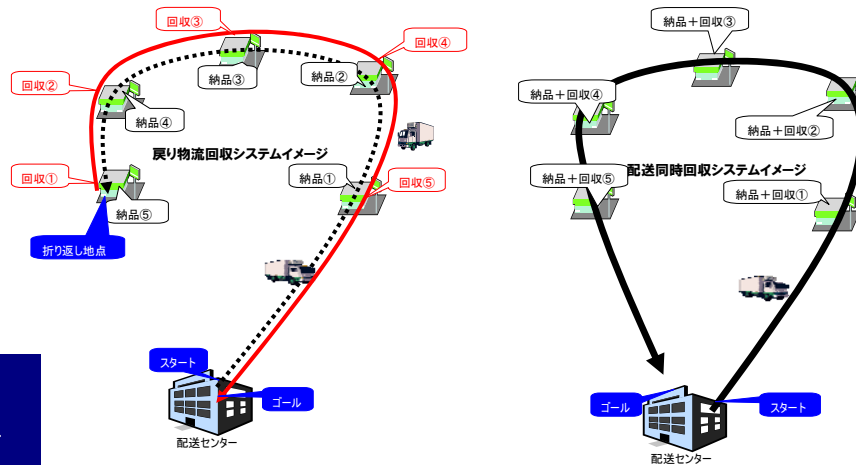 回収③
回収④
納品③
納品②
回収②
納品④
戻り物流回収システムイメージ
回収①
納品①
回収⑤
納品⑤
折り返し地点
スタート
ゴール
配送センター
納品+回収③
納品+回収④
納品+回収②
配送同時回収システムイメージ
納品+回収⑤
納品+回収①
ゴール
スタート
配送センター